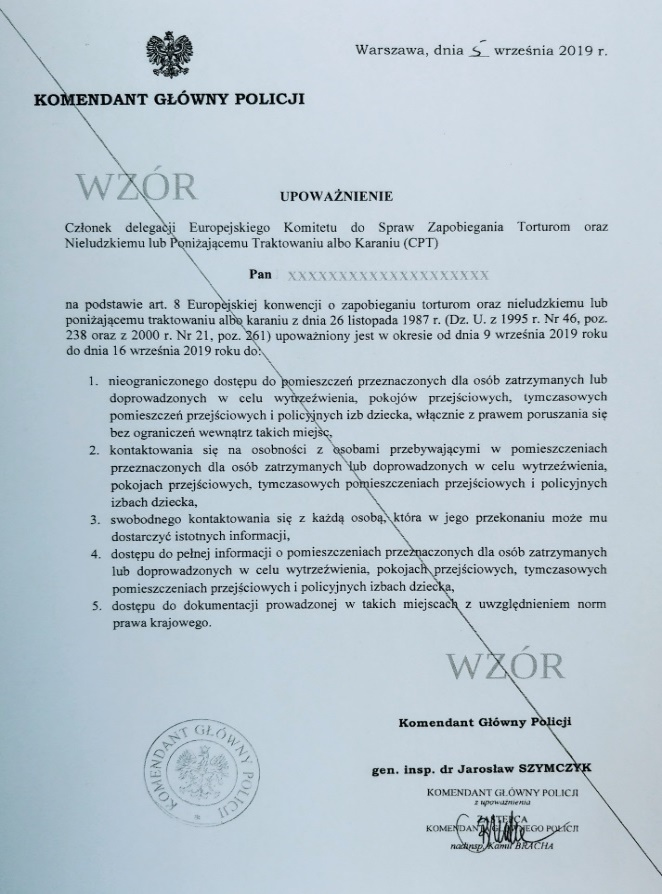 Warszawa, dnia 5 września 2019 r.
KOMENDANT GŁÓWNY POLICJI
WZÓR
UPOWAŻNIENIE
Członek delegacji Europejskiego Komitetu do Spraw Zapobiegania Torturom oraz
Nieludzkiemu lub Poniżającemu Traktowaniu albo Karaniu (CPT)
Pan XXXXXXXXXXXXXXXXXXXX
na podstawie art. 8 Europejskiej konwencji o zapobieganiu torturom oraz nieludzkiemu lub
poniżającemu traktowaniu albo karaniu z dnia 26 listopada 1987 r. (Dz. U. z 1995 r. Nr 46, poz.
238 oraz z 2000 r. Nr 21, poz. 261) upoważniony jest w okresie od dnia 9 września 2019 roku
do dnia 16 września 2019 roku do:
1. nieograniczonego dostępu do pomieszczeń przeznaczonych dla osób zatrzymanych lub
doprowadzonych w celu wytrzeźwienia, pokojów przejściowych, tymczasowych
pomieszczeń przejściowych i policyjnych izb dziecka, włącznie z prawem poruszania się
bez ograniczeń wewnątrz takich miejsc,
2. kontaktowania się na osobności z osobami przebywającymi w pomieszczeniach
przeznaczonych dla osób zatrzymanych lub doprowadzonych w celu wytrzeźwienia,
pokojach przejściowych, tymczasowych pomieszczeniach przejściowych i policyjnych
izbach dziecka,
3. swobodnego kontaktowania się z każdą osobą, która w jego przekonaniu może mu
dostarczyć istotnych informacji,
4. dostępu do pełnej informacji o pomieszczeniach przeznaczonych dla osób zatrzymanych
lub doprowadzonych w celu wytrzeźwienia, pokojach przejściowych, tymczasowych
pomieszczeniach przejściowych i policyjnych izbach dziecka,
5. dostępu do dokumentacji prowadzonej w takich miejscach z uwzględnieniem norm
prawa krajowego.
WZÓR
Komendant Główny Policji
gen. insp. dr Jarosław SZYMCZYK
KOMENDANT GŁÓWNY POLICJI
z upoważnienia
ZASTĘPCA
KOMENDANTA GŁÓWNEGO POLICJI
nadinsp. Kamil BRACHA
KOMENDANT GŁÓWNY POLICJI